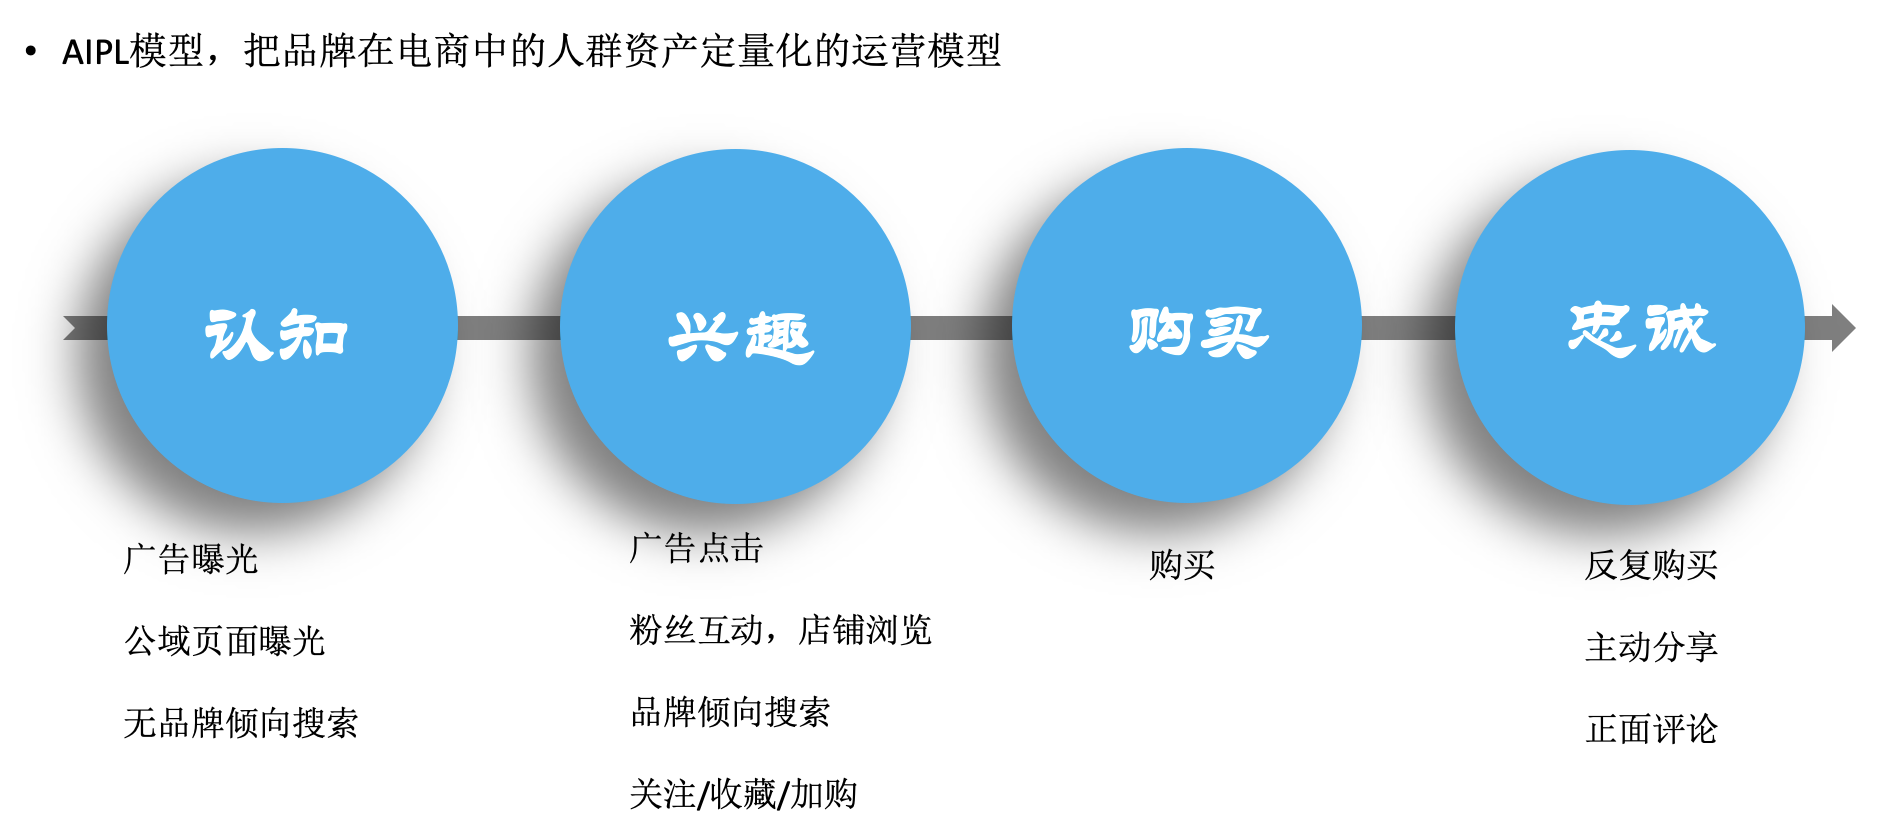 • AIPL模型，把品牌在电商中的人群资产定量化的运营模型
认知
兴趣
购买
忠诚
广告曝光
公域页面曝光
无品牌倾向搜索
广告点击
粉丝互动，店铺浏览
品牌倾向搜索
关注/收藏/加购
购买
反复购买
主动分享
正面评论